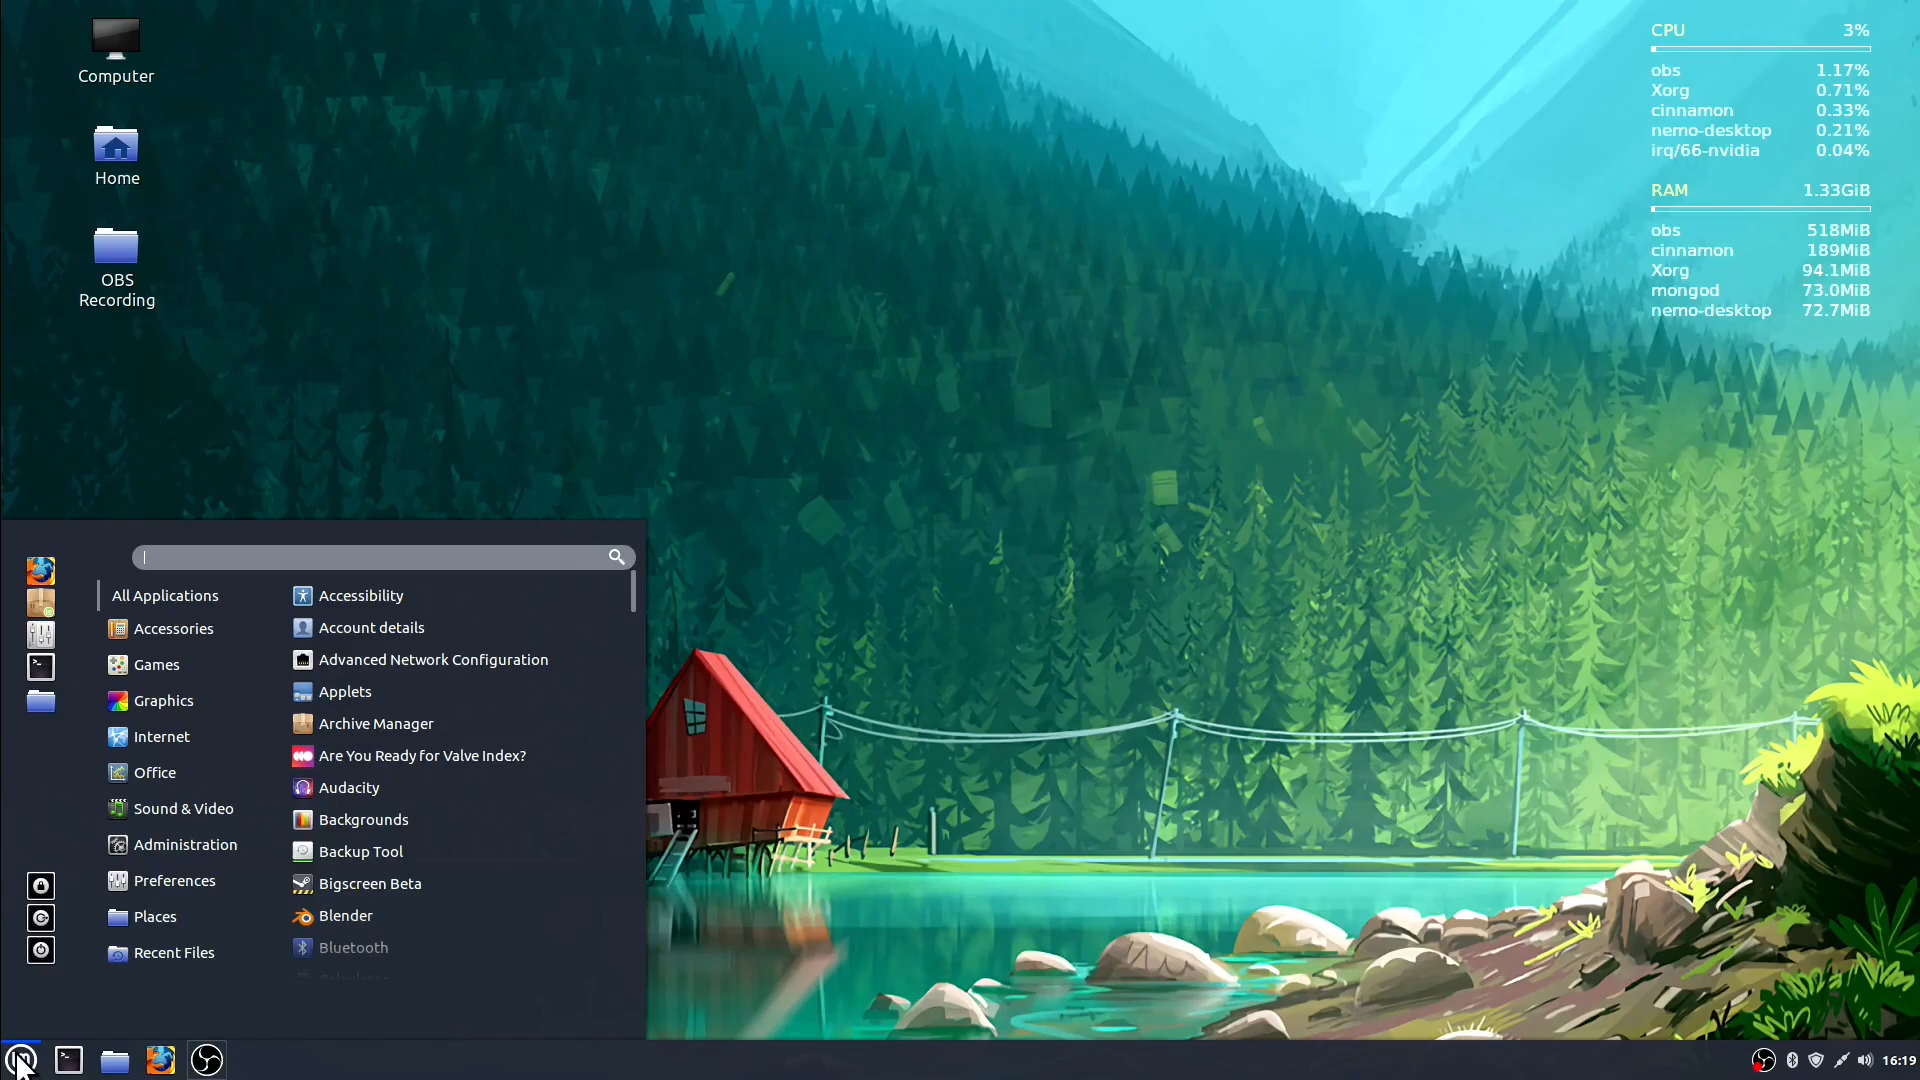 Computer
Home
OBS
Recording
CPU 3%
obs 1.17%
Xorg 0.71%
cinnamon 0.33%
nemo-desktop 0.21%
irq/66-nvidia 0.04%
RAM 1.33GiB
obs 518MiB
cinnamon 189MiB
Xorg 94.1MiB
mongod 73.0MiB
nemo-desktop 72.7MiB
All Applications
Accessories
Games
Graphics
Internet
Office
Sound & Video
Administration
Preferences
Places
Recent Files
Accessibility
Account details
Advanced Network Configuration
Applets
Archive Manager
Are You Ready for Valve Index?
Audacity
Backgrounds
Backup Tool
Bigscreen Beta
Blender
Bluetooth
16:19